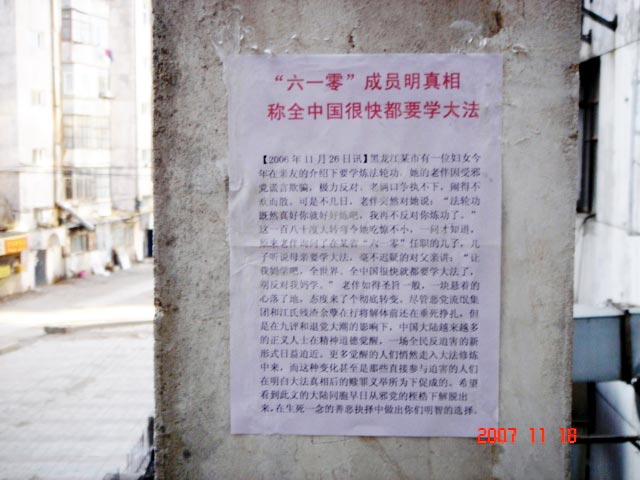 “六一零”成员明真相
称全中国很快都要学大法
【2006年11月26日讯】黑龙江某市有一位妇女今
年在亲友的介绍下要学炼法轮功。她的老伴因受邪
党谎言欺骗，极力反对。老俩口争执不下，闹得不
欢而散。可是不几日，老伴突然对她说：“法轮功
既然真好你就好好炼吧，我再不反对你炼功了。”
这一百八十度大转弯令她吃惊不小，一问才知道，
原来老伴询问了在某省“六一零”任职的儿子，儿
子听说母亲要学大法，毫不迟疑的对父亲讲：“让
我妈学吧，全世界、全中国很快就都要学大法了，
别反对我妈学。”老伴如得圣旨一般，一块悬着的
心落了地，态度来了个彻底转变。尽管恶党流氓集
团和江氏残渣余孽在打将解体前还在垂死挣扎，但
是在九评和退党大潮的影响下，中国大陆越来越多
的正义人士在精神道德觉醒，一场全民反迫害的新
形式日益迫近。更多觉醒的人们悄然走入大法修炼
中来，而这种变化甚至是那些直接参与迫害的人们
在明白大法真相后的赎罪义举所为下促成的。希望
看到此文的大陆同胞早日从邪党的桎梏下解脱出
来，在生死一念的善恶抉择中做出你们明智的选择。
2007 11 18